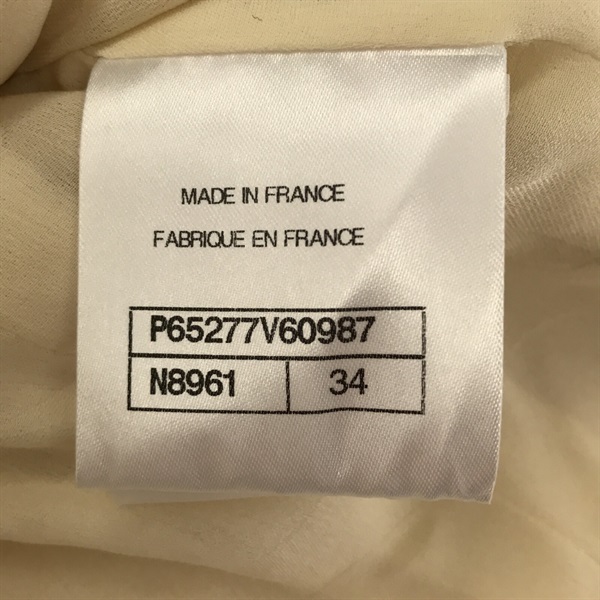 MADE IN FRANCE
FABRIQUE EN FRANCE
P65277V60987
N8961 34